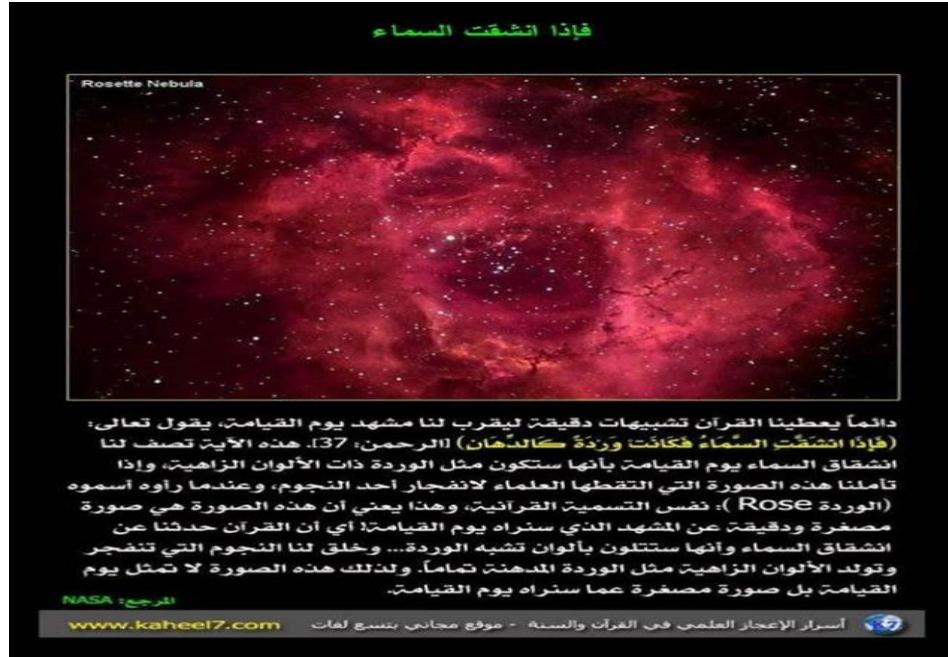 فإذا انشقّت السماء
Rosette Nebula
دائماً يعطينا القرآن تشبيهات دقيقة ليقرب لنا مشهد يوم القيامة، يقول تعالى:
(فَإِذَا انْشَقَّتِ السَّمَاءُ فَكَانَتْ وَرْدَةً كَالدِّهَانِ) [الرحمن: 37]. هذه الآية تصف لنا
انشقاق السماء يوم القيامة بأنها ستكون مثل الوردة ذات الألوان الزاهية، وإذا
تأملنا هذه الصورة التي التقطها العلماء لانفجار أحد النجوم، وعندما رأوه أسموه
(الوردة Rose ): نفس التسمية القرآنية، وهذا يعني أن هذه الصورة هي صورة
مصغرة ودقيقة عن المشهد الذي سنراه يوم القيامة! أي أن القرآن حدثنا عن
انشقاق السماء وأنها ستتلون بألوان تشبه الوردة... وخلق لنا النجوم التي تنفجر
وتولد الألوان الزاهية مثل الوردة المدهنة تماماً. ولذلك هذه الصورة لا تمثل يوم
القيامة بل صورة مصغرة عما سنراه يوم القيامة.
المرجع: NASA
أسرار الإعجاز العلمي في القرآن والسنة - موقع مجاني بتسع لغات www.kaheel7.com